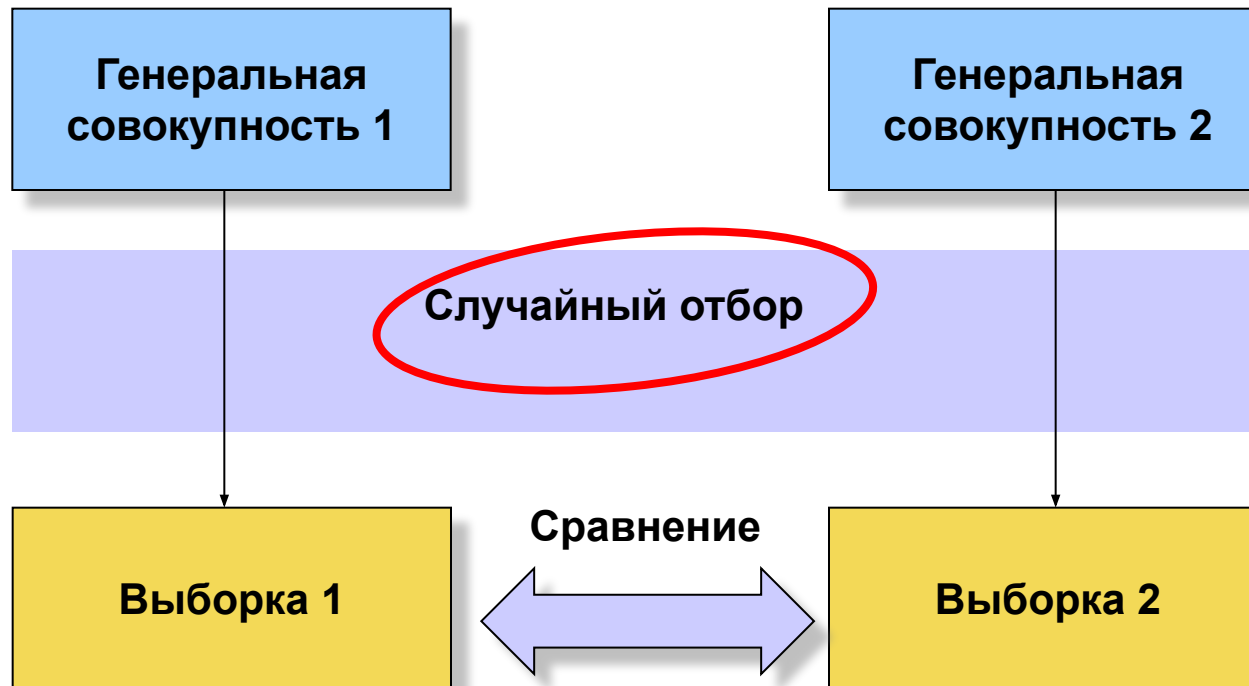 Генеральная
совокупность 1
Генеральная
совокупность 2
Случайный отбор
Сравнение
Выборка 1
Выборка 2